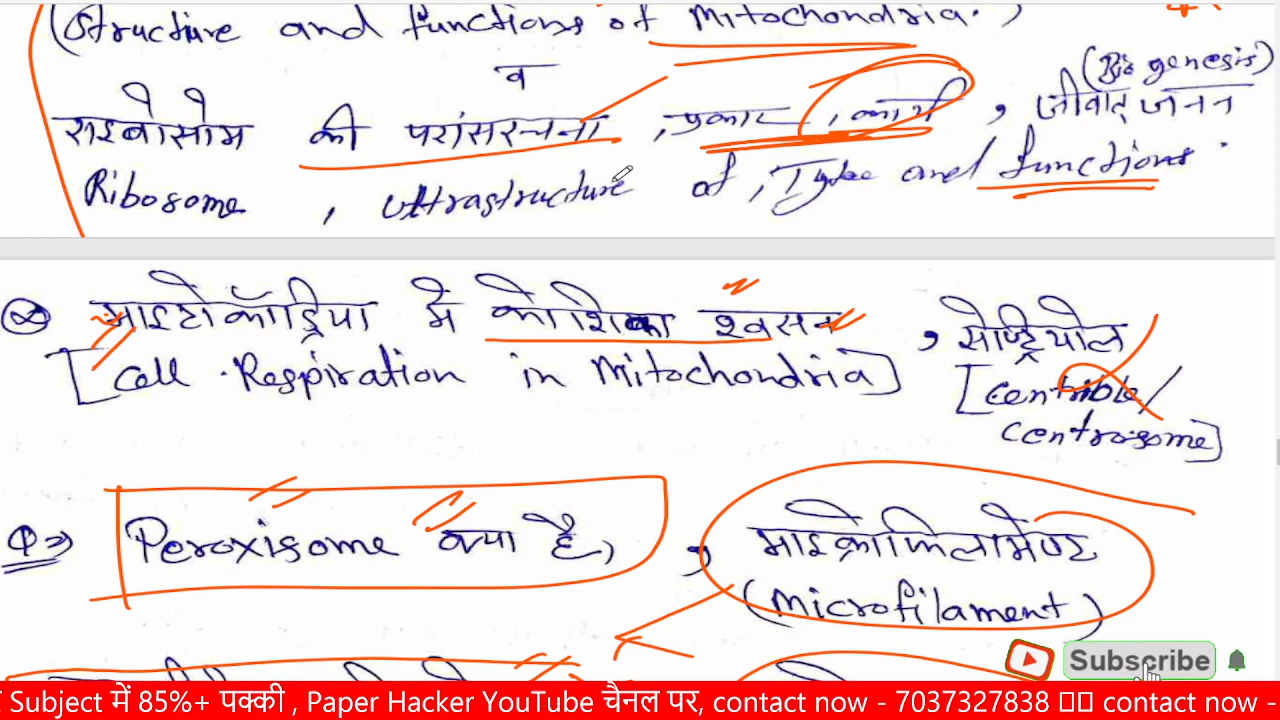 (Structure and functions of Mitochondria.)
व
राइबोसोम की परांसरचना , प्रकार , कार्य , जीवात् जनन (Bio genesis)
Ribosome , Ultrastructure of , Type and functions.
माइटोकॉंड्रिया में कोशिका श्वसन , सेण्ट्रियोल
[Cell Respiration in Mitochondria] [Centriole/
Centrosome]
Q⇒ Peroxisome क्या है, , माइक्रोफिलामेण्ट
(Microfilament)
Subscribe
Subject में 85%+ पक्की , Paper Hacker YouTube चैनल पर, contact now - 7037327838 contact now -